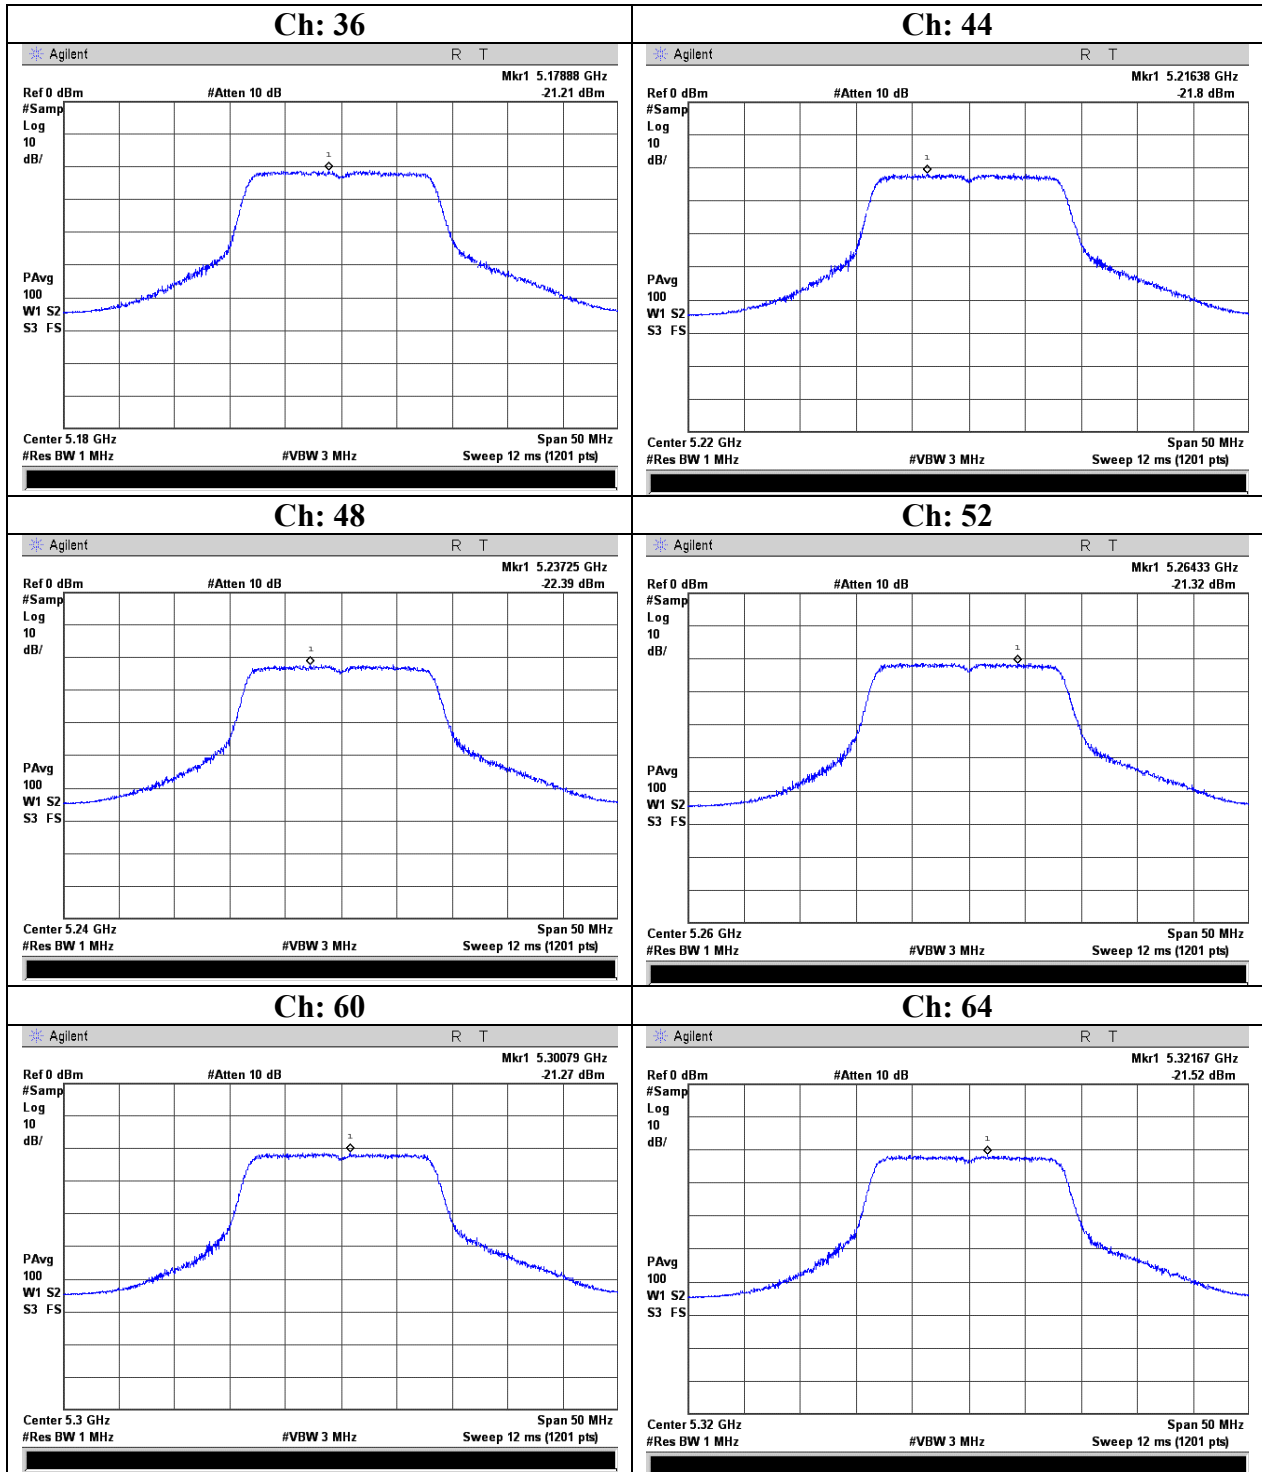 Ch: 36
Agilent
R T
Mkr1 5.17888 GHz
Ref 0 dBm #Atten 10 dB -21.21 dBm
#Samp
Log
10
dB/
1
PAvg
100
W1 S2
S3 FS
Center 5.18 GHz Span 50 MHz
#Res BW 1 MHz #VBW 3 MHz Sweep 12 ms (1201 pts)
Ch: 44
Agilent
R T
Mkr1 5.21638 GHz
Ref 0 dBm #Atten 10 dB -21.8 dBm
#Samp
Log
10
dB/
1
PAvg
100
W1 S2
S3 FS
Center 5.22 GHz Span 50 MHz
#Res BW 1 MHz #VBW 3 MHz Sweep 12 ms (1201 pts)
Ch: 48
Agilent
R T
Mkr1 5.23725 GHz
Ref 0 dBm #Atten 10 dB -22.39 dBm
#Samp
Log
10
dB/
1
PAvg
100
W1 S2
S3 FS
Center 5.24 GHz Span 50 MHz
#Res BW 1 MHz #VBW 3 MHz Sweep 12 ms (1201 pts)
Ch: 52
Agilent
R T
Mkr1 5.26433 GHz
Ref 0 dBm #Atten 10 dB -21.32 dBm
#Samp
Log
10
dB/
1
PAvg
100
W1 S2
S3 FS
Center 5.26 GHz Span 50 MHz
#Res BW 1 MHz #VBW 3 MHz Sweep 12 ms (1201 pts)
Ch: 60
Agilent
R T
Mkr1 5.30079 GHz
Ref 0 dBm #Atten 10 dB -21.27 dBm
#Samp
Log
10
dB/
1
PAvg
100
W1 S2
S3 FS
Center 5.3 GHz Span 50 MHz
#Res BW 1 MHz #VBW 3 MHz Sweep 12 ms (1201 pts)
Ch: 64
Agilent
R T
Mkr1 5.32167 GHz
Ref 0 dBm #Atten 10 dB -21.52 dBm
#Samp
Log
10
dB/
1
PAvg
100
W1 S2
S3 FS
Center 5.32 GHz Span 50 MHz
#Res BW 1 MHz #VBW 3 MHz Sweep 12 ms (1201 pts)